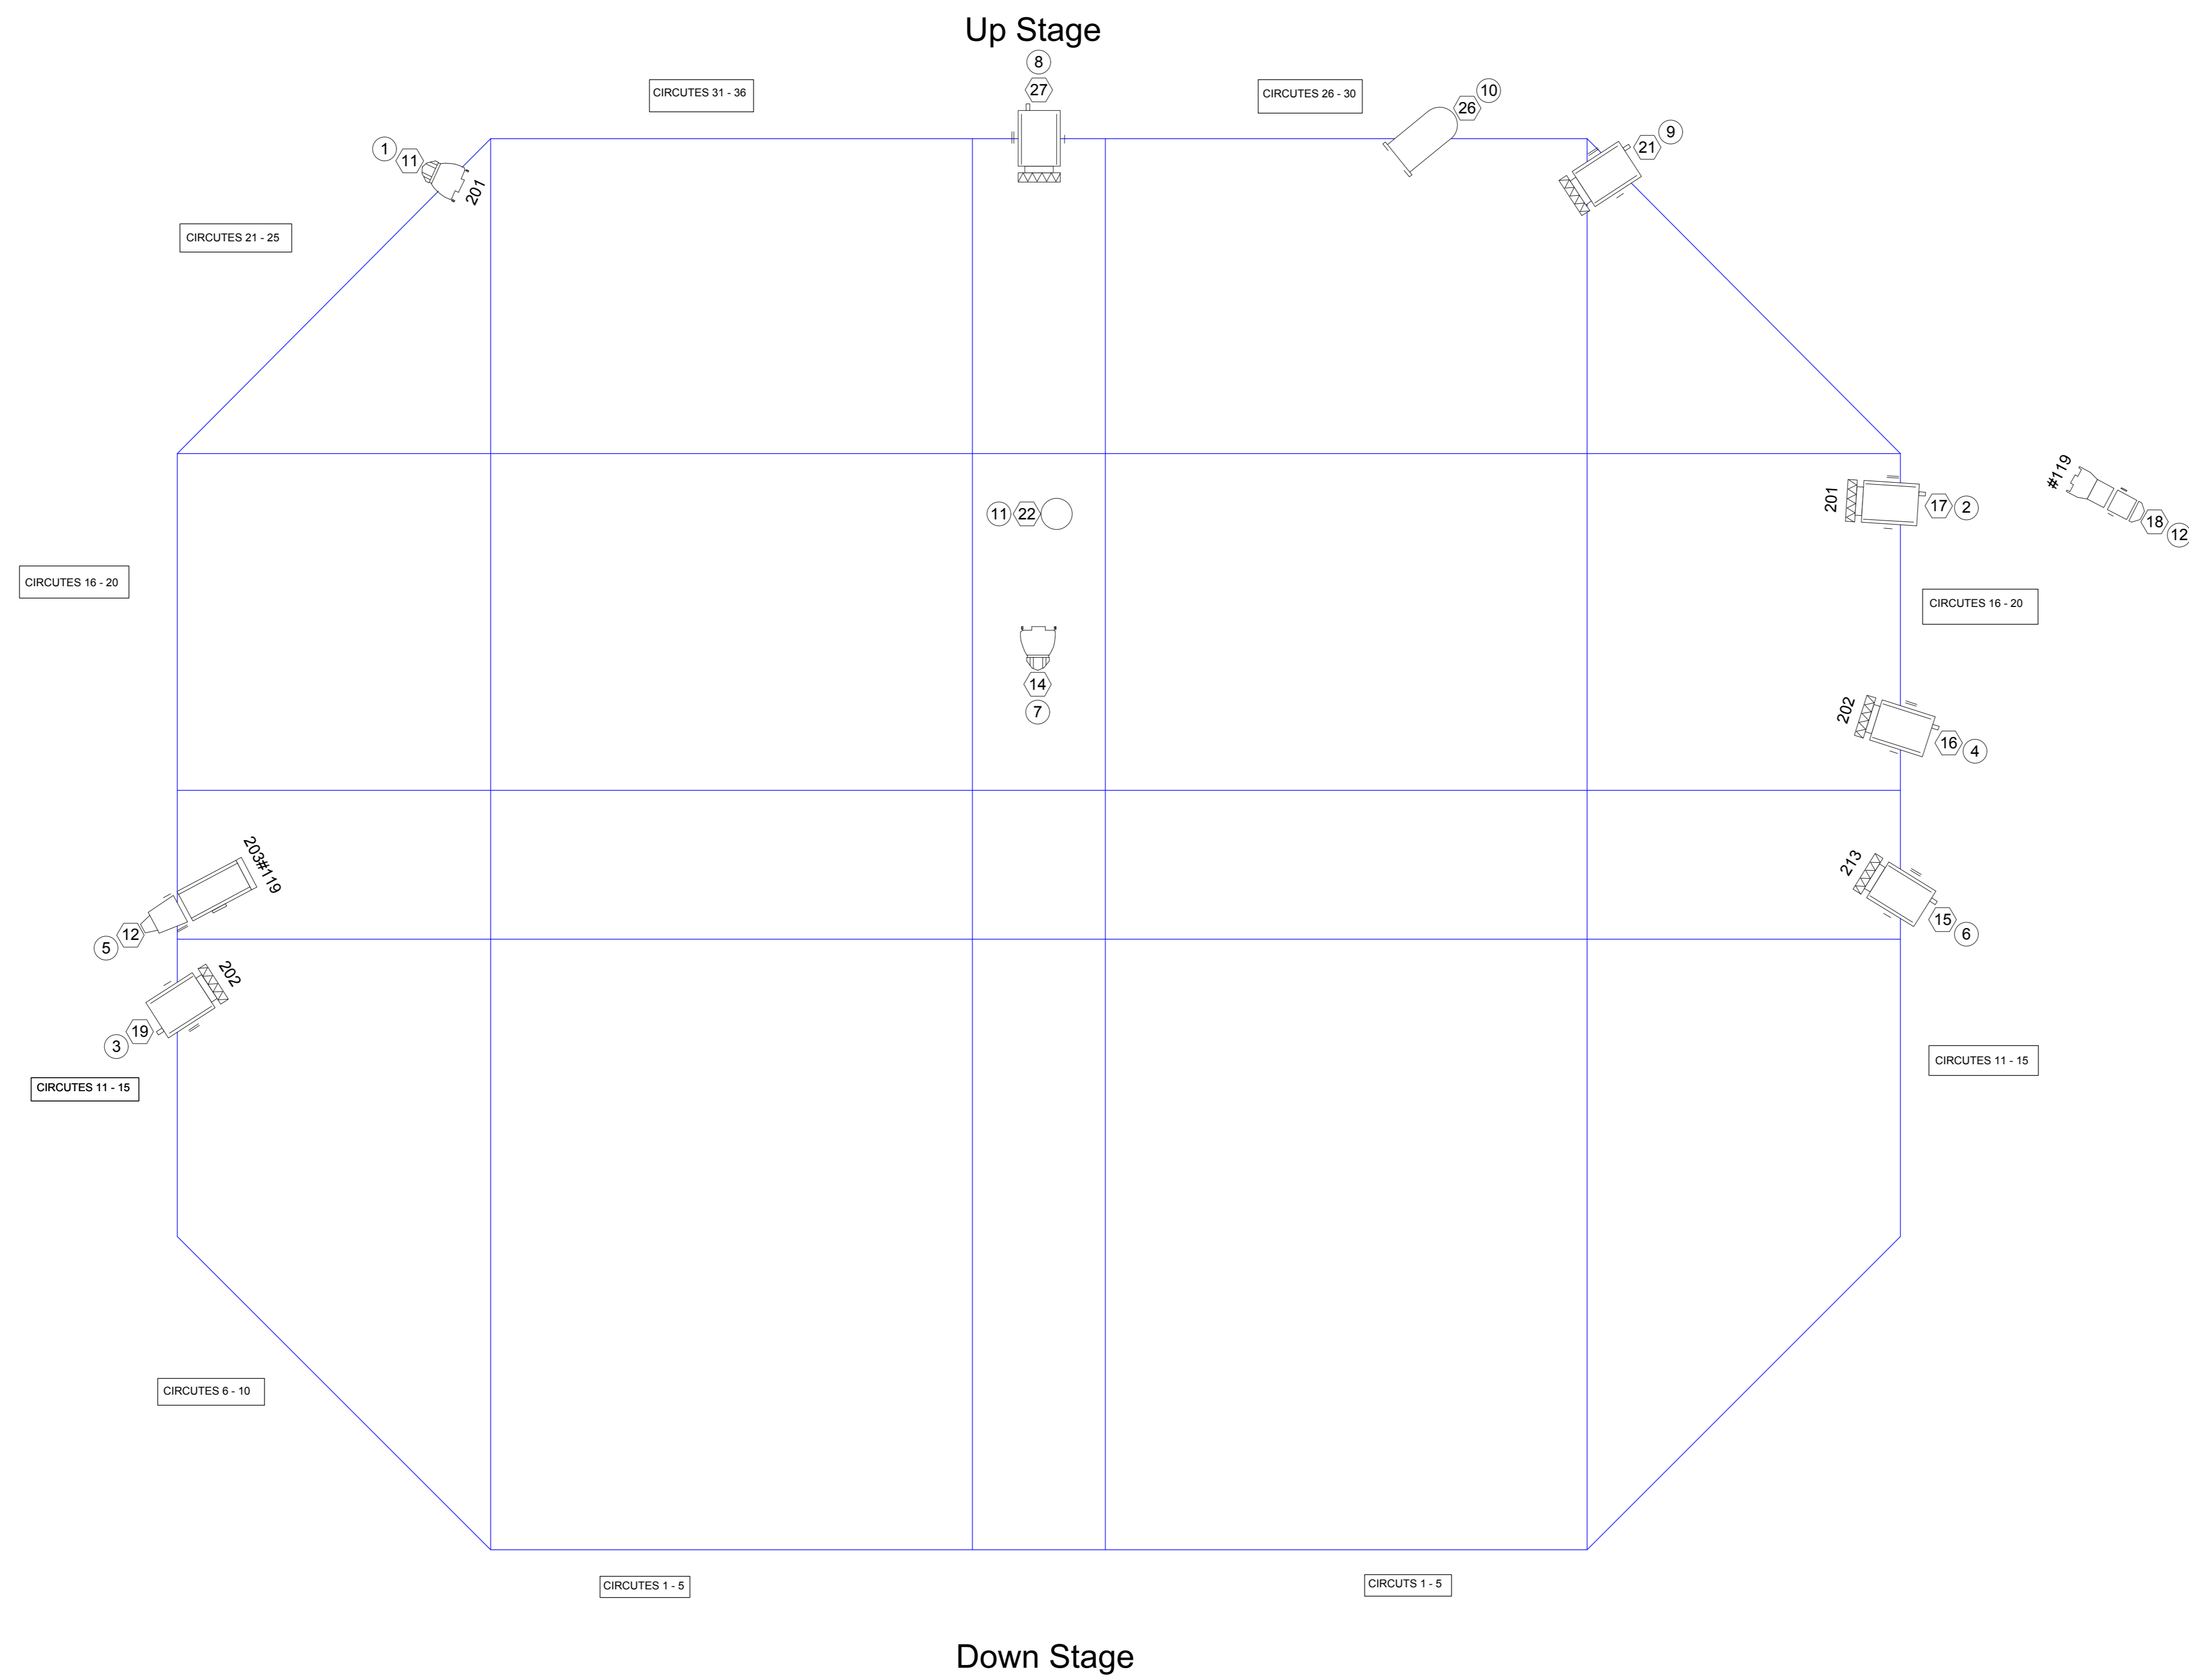 Up Stage
8
27
CIRCUTES 31 - 36
CIRCUTES 26 - 30
10
26
9
21
1
11
201
CIRCUTES 21 - 25
#119
18
12
201
17
2
11
22
CIRCUTES 16 - 20
CIRCUTES 16 - 20
14
7
202
16
4
203#119
12
5
213
15
6
202
19
3
CIRCUTES 11 - 15
CIRCUTES 11 - 15
CIRCUTES 6 - 10
CIRCUTES 1 - 5
CIRCUTS 1 - 5
Down Stage